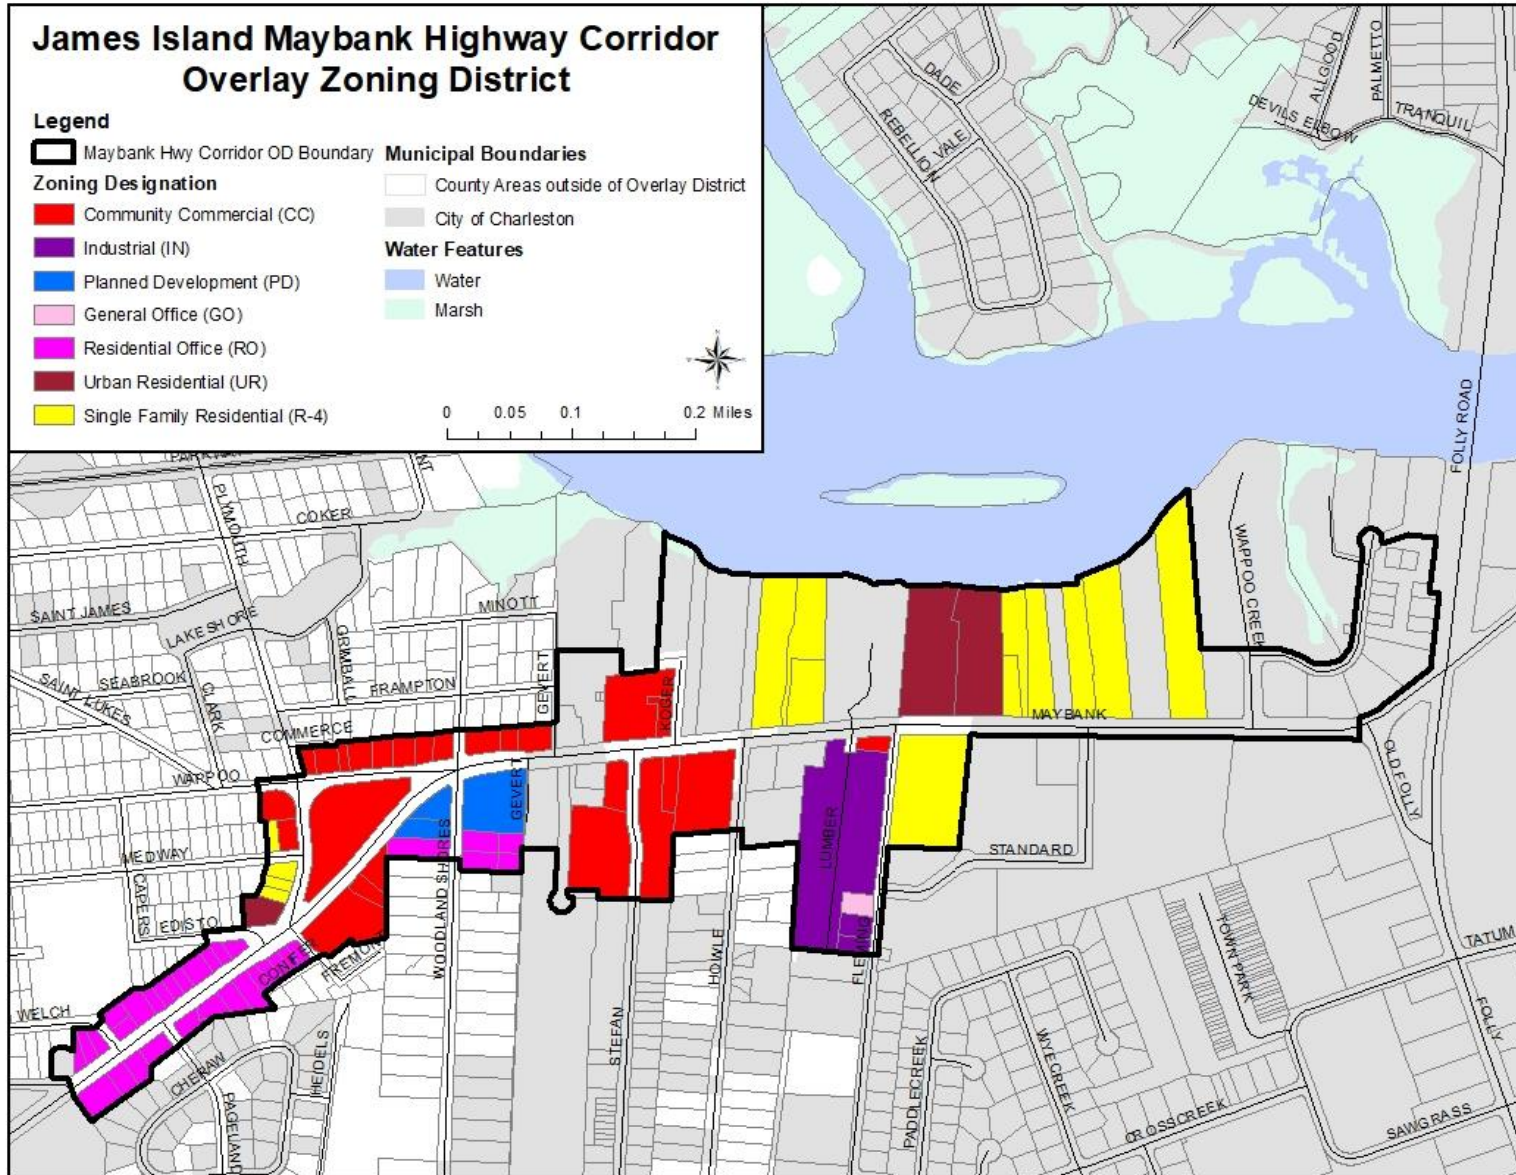 James Island Maybank Highway Corridor
Overlay Zoning District
Legend
Maybank Hwy Corridor OD Boundary
Zoning Designation
Community Commercial (CC)
Industrial (IN)
Planned Development (PD)
General Office (GO)
Residential Office (RO)
Urban Residential (UR)
Single Family Residential (R-4)
Municipal Boundaries
County Areas outside of Overlay District
City of Charleston
Water Features
Water
Marsh
0 0.05 0.1 0.2 Miles
DADE
REBELLION
VALE
ALLGOOD
PALMETTO
DEVILS ELBOW
TRANQUIL
FOLLY ROAD
PLYMOUTH
COKER
SAINT JAMES
LAKESHORE
MINOTT
GRIMBALL
SEABROOK
SAINT LUKES
CLARK
FRAMPTON
GEVERT
KOGER
COMMERCE
WAPPOO
WAPPOO CREEK
MAYBANK
OLD FOLLY
GEVERT
MEDWAY
CAPERS
EDISTO
WOODLAND SHORES
LUMBER
STANDARD
CONIFER
FREMONT
HOWLE
FLEMING
TOWN PARK
TATUM
WELCH
CHERAW
HEIDELS
PAGELAND
STEFAN
PADDLECREEK
WYECREEK
CROSSCREEK
FOLLY
SAWGRASS